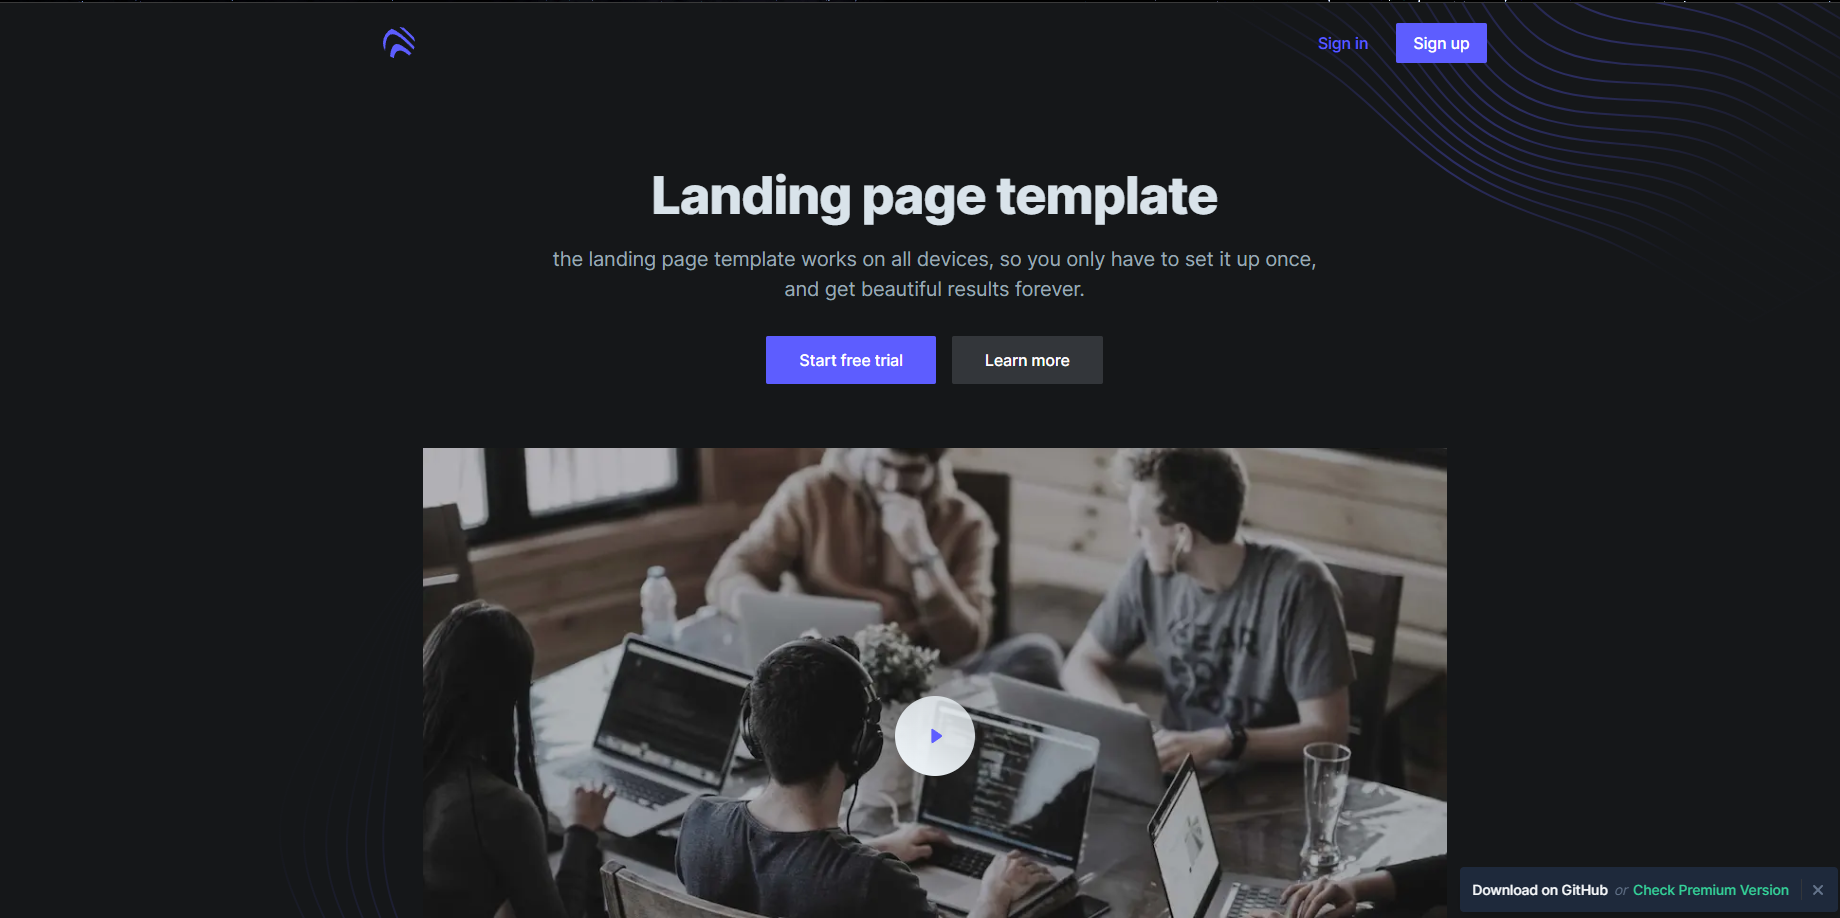 Sign in
Sign up
Landing page template
the landing page template works on all devices, so you only have to set it up once,
and get beautiful results forever.
Start free trial
Learn more
Download on GitHub or Check Premium Version